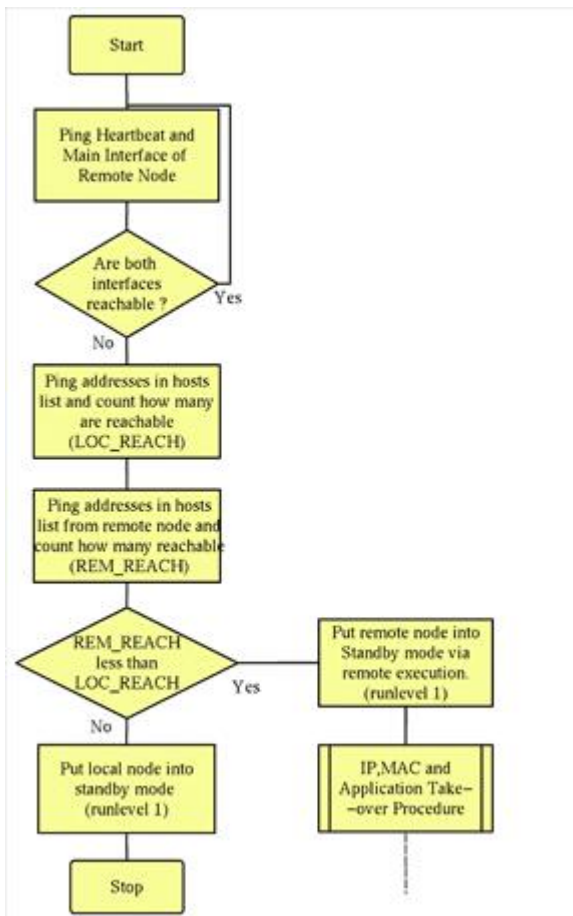 Start
Ping Heartbeat and
Main Interface of
Remote Node
Are both
interfaces
reachable ?
Yes
No
Ping addresses in hosts
list and count how many
are reachable
(LOC_REACH)
Ping addresses in hosts
list from remote node and
count how many reachable
(REM_REACH)
REM_REACH
less than
LOC_REACH
Yes
No
Put remote node into
Standby mode via
remote execution.
(runlevel 1)
IP,MAC and
Application Take-
-over Procedure
Put local node into
standby mode
(runlevel 1)
Stop